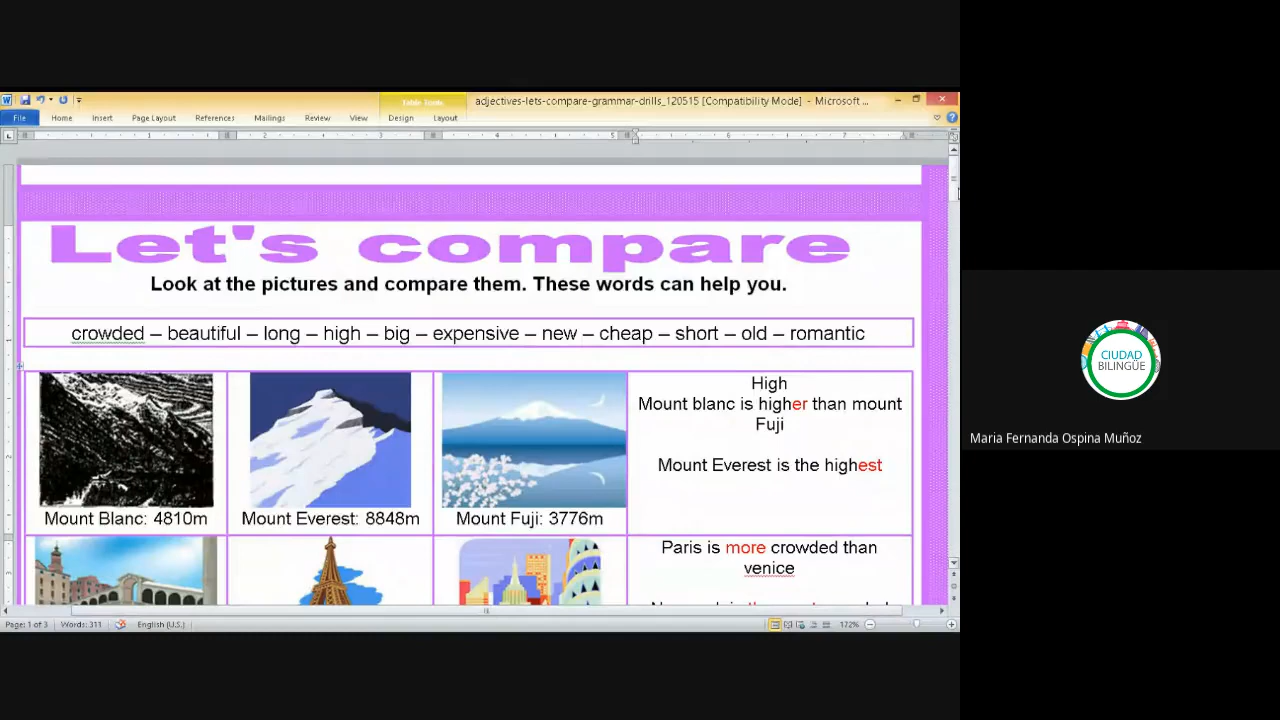 adjectives-lets-compare-grammar-drills_120515 [Compatibility Mode] - Microsoft ...
Table Tools
File Home Insert Page Layout References Mailings Review View Design Layout
Let's compare
Look at the pictures and compare them. These words can help you.
crowded – beautiful – long – high – big – expensive – new – cheap – short – old – romantic
Mount Blanc: 4810m
Mount Everest: 8848m
Mount Fuji: 3776m
High
Mount blanc is higher than mount
Fuji
Mount Everest is the highest
Paris is more crowded than
venice
Page: 1 of 3 Words: 311 English (U.S.) 172%
CIUDAD
BILINGÜE
Maria Fernanda Ospina Muñoz